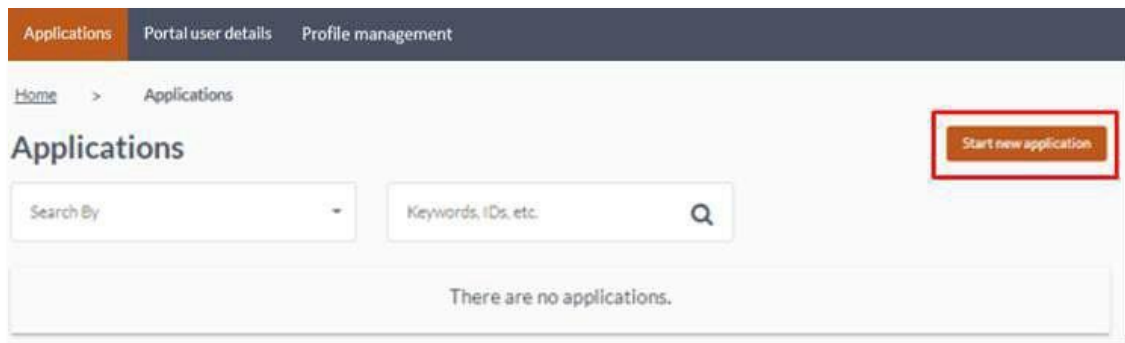 Applications Portal user details Profile management
Home > Applications
Applications
Start new application
Search By
Keywords, IDs, etc.
There are no applications.